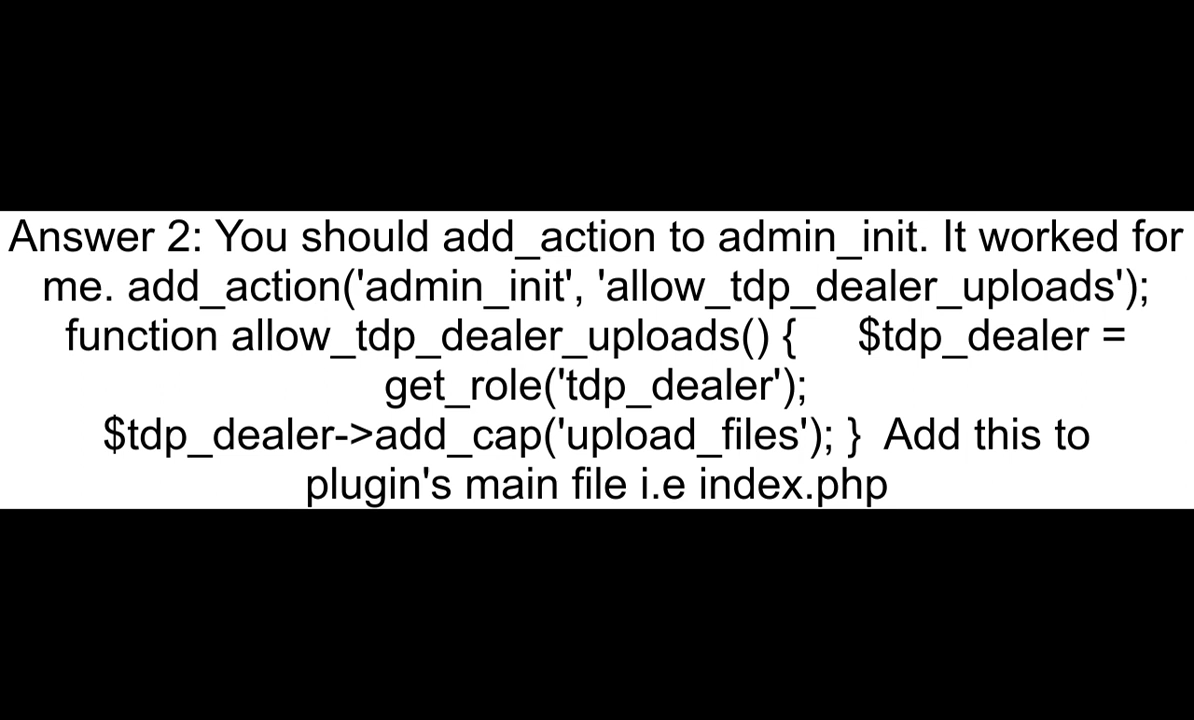 Answer 2: You should add_action to admin_init. It worked for
me. add_action('admin_init', 'allow_tdp_dealer_uploads');
function allow_tdp_dealer_uploads() {     $tdp_dealer =
get_role('tdp_dealer');
$tdp_dealer->add_cap('upload_files'); }  Add this to
plugin's main file i.e index.php